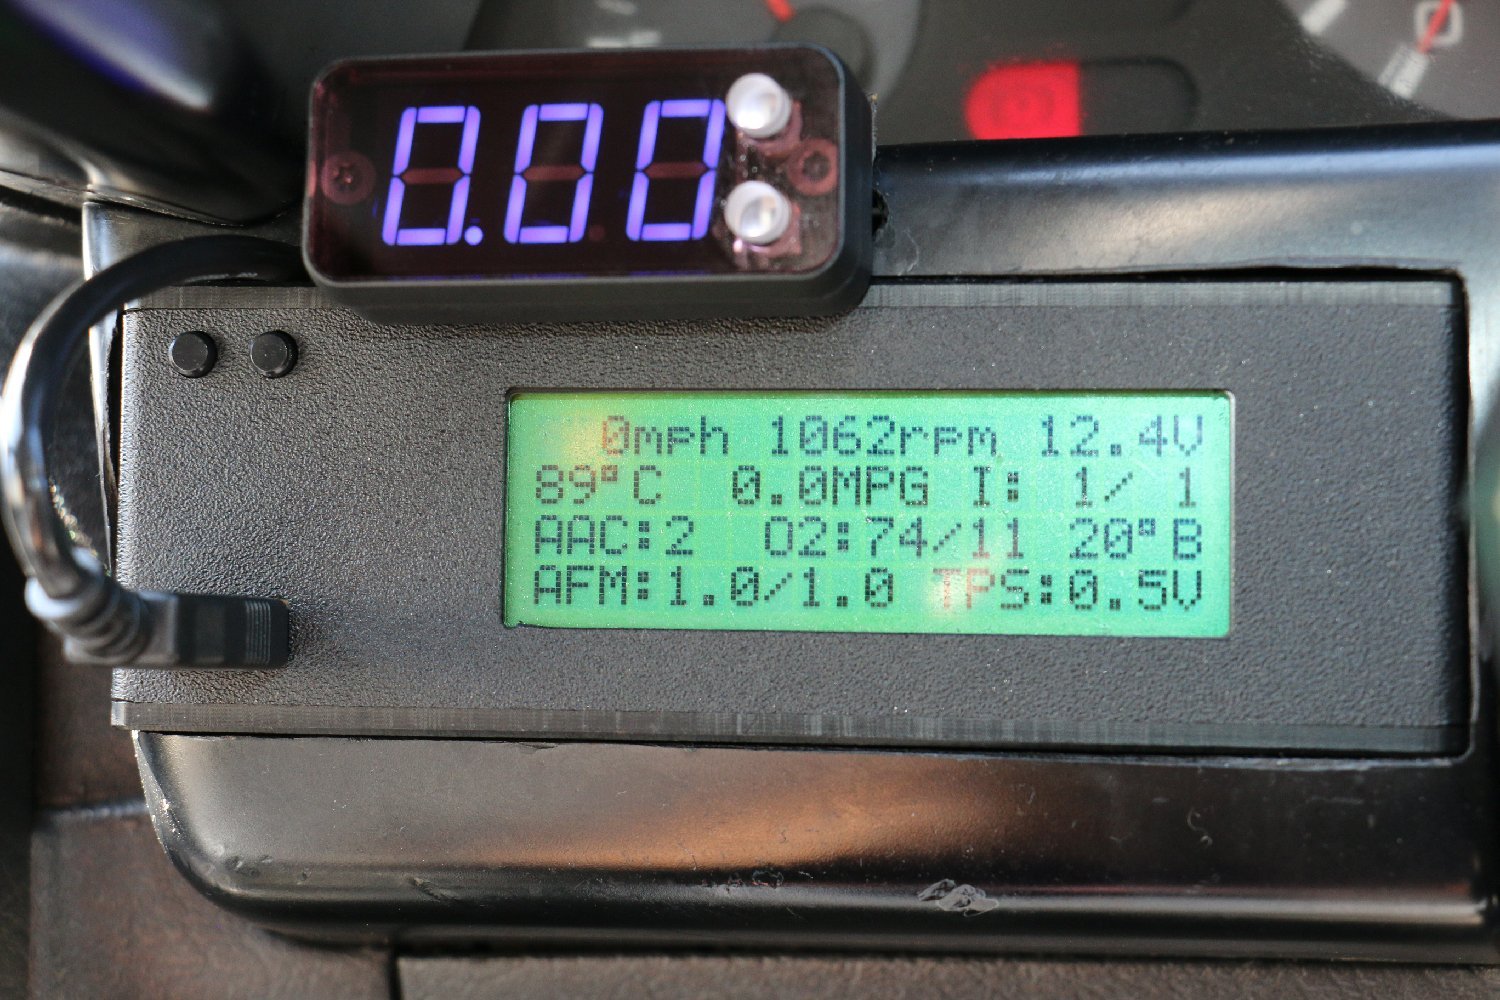 0.00
0mph 1062rpm 12.4V
89°C 0.0MPG I: 1/ 1
AAC:2 O2:74/11 20°B
AFM:1.0/1.0 TPS:0.5V
0